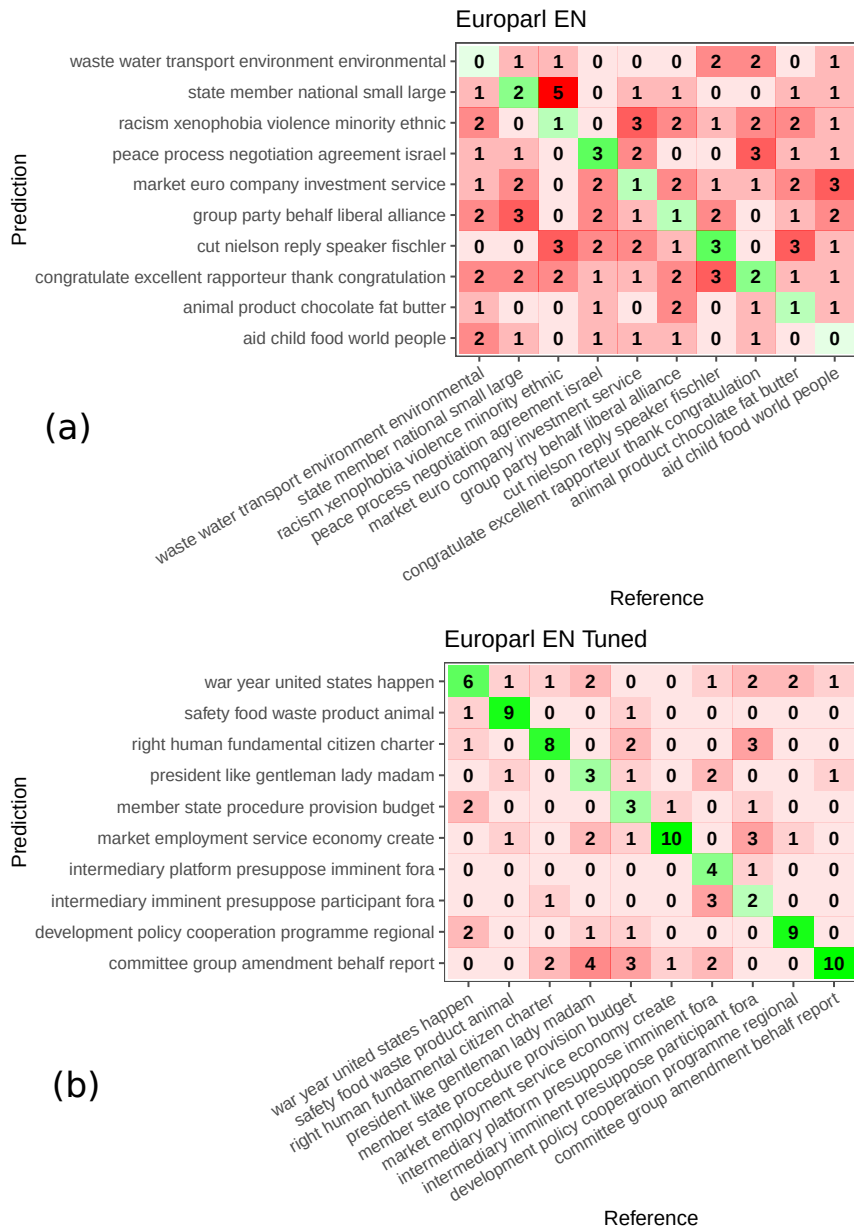 Europarl EN
waste water transport environment environmental 0 1 1 0 0 0 2 2 0 1
state member national small large 1 2 5 0 1 1 0 0 1 1
racism xenophobia violence minority ethnic 2 0 1 0 3 2 1 2 2 1
peace process negotiation agreement israel 1 1 0 3 2 0 0 3 1 1
market euro company investment service 1 2 0 2 1 2 1 1 2 3
group party behalf liberal alliance 2 3 0 2 1 1 2 0 1 2
cut nielson reply speaker fischler 0 0 3 2 2 1 3 0 3 1
congratulate excellent rapporteur thank congratulation 2 2 2 1 1 2 3 2 1 1
animal product chocolate fat butter 1 0 0 1 0 2 0 1 1 1
aid child food world people 2 1 0 1 1 1 0 1 0 0
Prediction
waste water transport environment environmental
state member national small large
racism xenophobia violence minority ethnic
peace process negotiation agreement israel
market euro company investment service
group party behalf liberal alliance
cut nielson reply speaker fischler
congratulate excellent rapporteur thank congratulation
animal product chocolate fat butter
aid child food world people
(a)
Reference
Europarl EN Tuned
war year united states happen 6 1 1 2 0 0 1 2 2 1
safety food waste product animal 1 9 0 0 1 0 0 0 0 0
right human fundamental citizen charter 1 0 8 0 2 0 0 3 0 0
president like gentleman lady madam 0 1 0 3 1 0 2 0 0 1
member state procedure provision budget 2 0 0 0 3 1 0 1 0 0
market employment service economy create 0 1 0 2 1 10 0 3 1 0
intermediary platform presuppose imminent fora 0 0 0 0 0 0 4 1 0 0
intermediary imminent presuppose participant fora 0 0 1 0 0 0 3 2 0 0
development policy cooperation programme regional 2 0 0 1 1 0 0 0 9 0
committee group amendment behalf report 0 0 2 4 3 1 2 0 0 10
Prediction
war year united states happen
safety food waste product animal
right human fundamental citizen charter
president like gentleman lady madam
member state procedure provision budget
market employment service economy create
intermediary platform presuppose imminent fora
intermediary imminent presuppose participant fora
development policy cooperation programme regional
committee group amendment behalf report
(b)
Reference